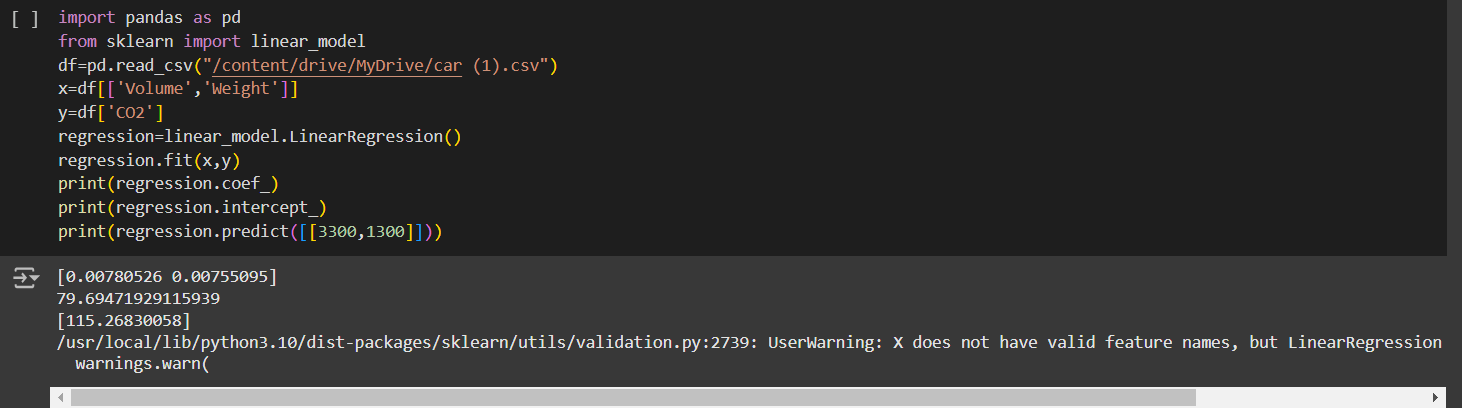 [ ] import pandas as pd
from sklearn import linear_model
df=pd.read_csv("/content/drive/MyDrive/car (1).csv")
x=df[['Volume','Weight']]
y=df['CO2']
regression=linear_model.LinearRegression()
regression.fit(x,y)
print(regression.coef_)
print(regression.intercept_)
print(regression.predict([[3300,1300]]))
[0.00780526 0.00755095]
79.69471929115939
[115.26830058]
/usr/local/lib/python3.10/dist-packages/sklearn/utils/validation.py:2739: UserWarning: X does not have valid feature names, but LinearRegression
warnings.warn(